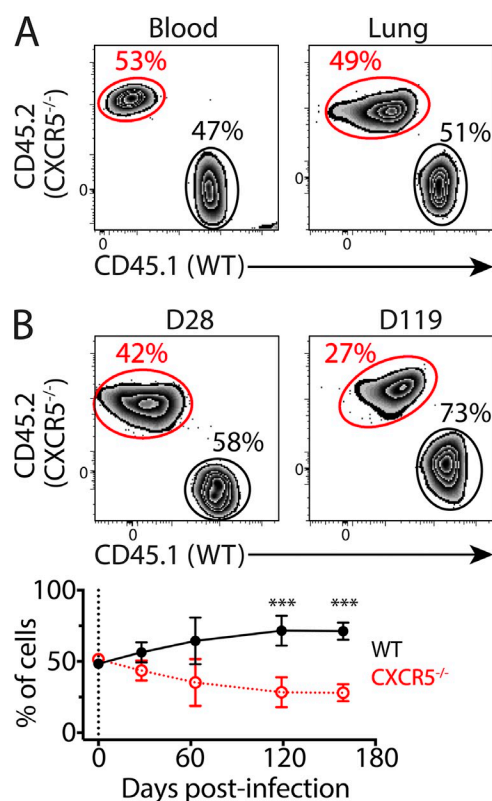 A
Blood
Lung
53%
49%
47%
51%
CD45.2
(CXCR5-/-)
0
0
0
CD45.1 (WT)
B
D28
D119
42%
27%
58%
73%
CD45.2
(CXCR5-/-)
0
0
0
CD45.1 (WT)
100
50
0
% of cells
***
***
WT
CXCR5-/-
0
60
120
180
Days post-infection